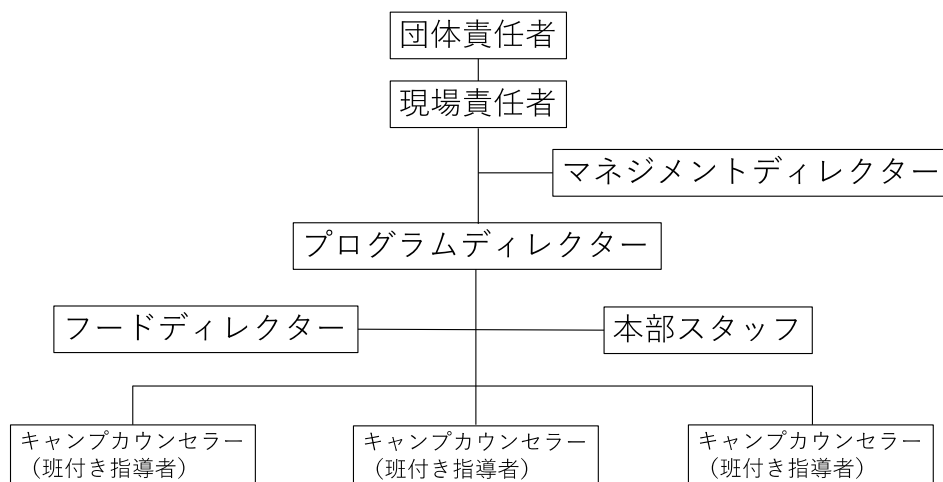 団体責任者
現場責任者
マネジメントディレクター
プログラムディレクター
フードディレクター
本部スタッフ
キャンプカウンセラー
（班付き指導者）
キャンプカウンセラー
（班付き指導者）
キャンプカウンセラー
（班付き指導者）